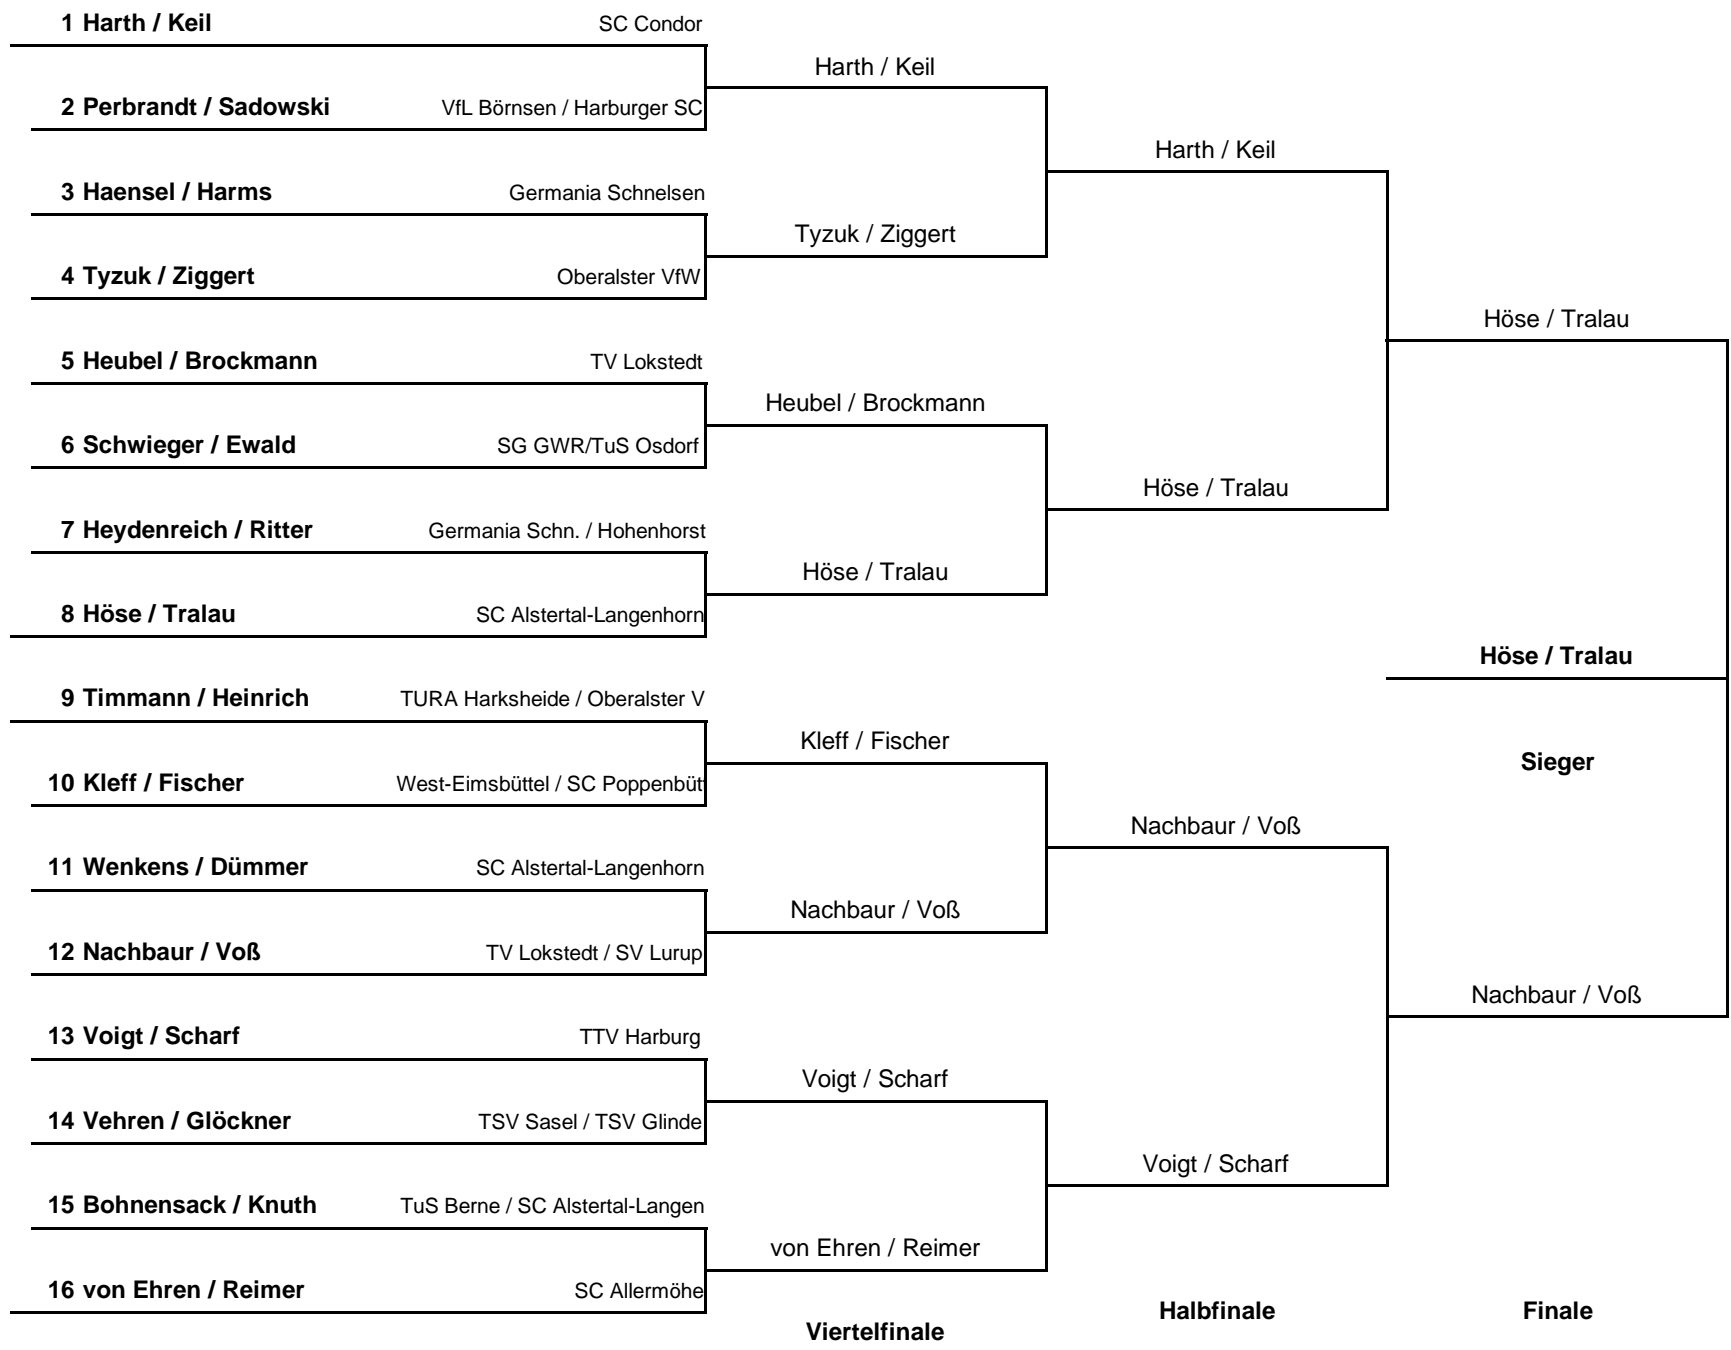 1 Harth / Keil SC Condor
Harth / Keil
2 Perbrandt / Sadowski VfL Börnsen / Harburger SC
Harth / Keil
3 Haensel / Harms Germania Schnelsen
Tyzuk / Ziggert
4 Tyzuk / Ziggert Oberalster VfW
Höse / Tralau
5 Heubel / Brockmann TV Lokstedt
Heubel / Brockmann
6 Schwieger / Ewald SG GWR/TuS Osdorf
Höse / Tralau
7 Heydenreich / Ritter Germania Schn. / Hohenhorst
Höse / Tralau
8 Höse / Tralau SC Alstertal-Langenhorn
Höse / Tralau
9 Timmann / Heinrich TURA Harksheide / Oberalster V
Kleff / Fischer
Sieger
10 Kleff / Fischer West-Eimsbüttel / SC Poppenbüt
Nachbaur / Voß
11 Wenkens / Dümmer SC Alstertal-Langenhorn
Nachbaur / Voß
12 Nachbaur / Voß TV Lokstedt / SV Lurup
Nachbaur / Voß
13 Voigt / Scharf TTV Harburg
Voigt / Scharf
14 Vehren / Glöckner TSV Sasel / TSV Glinde
Voigt / Scharf
15 Bohnensack / Knuth TuS Berne / SC Alstertal-Langen
von Ehren / Reimer
16 von Ehren / Reimer SC Allermöhe
Halbfinale Finale
Viertelfinale